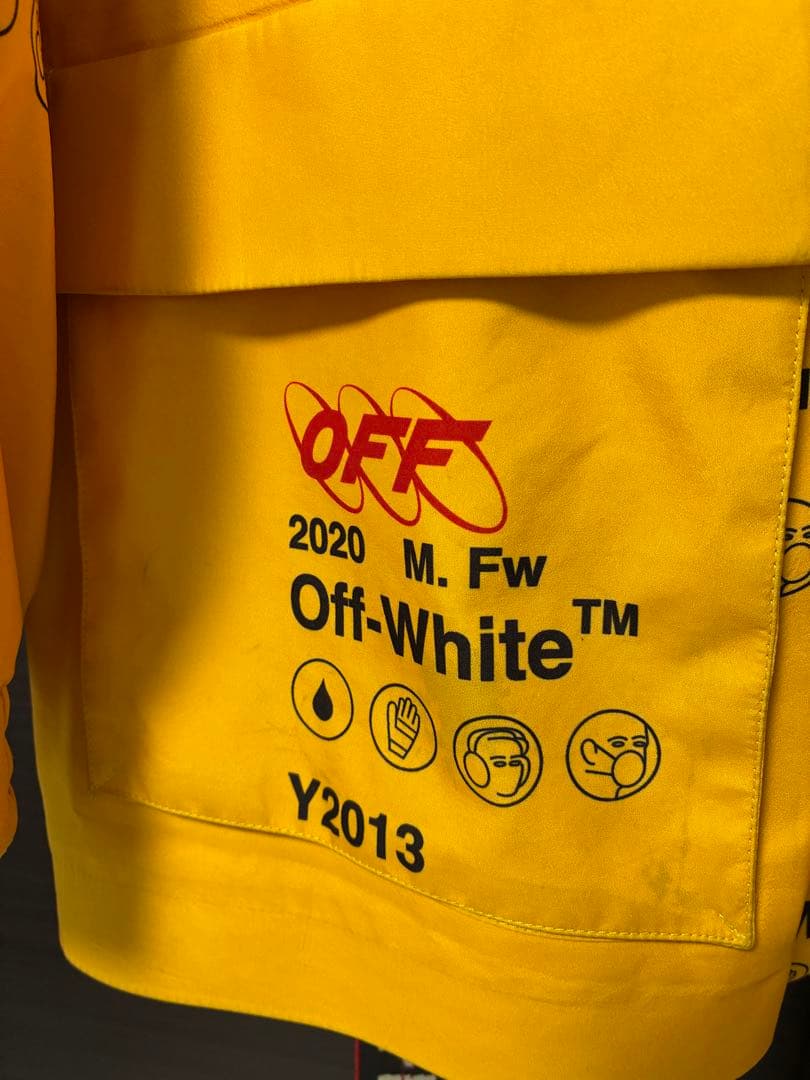 OFF
2020 M. Fw
Off-White™
Y2013